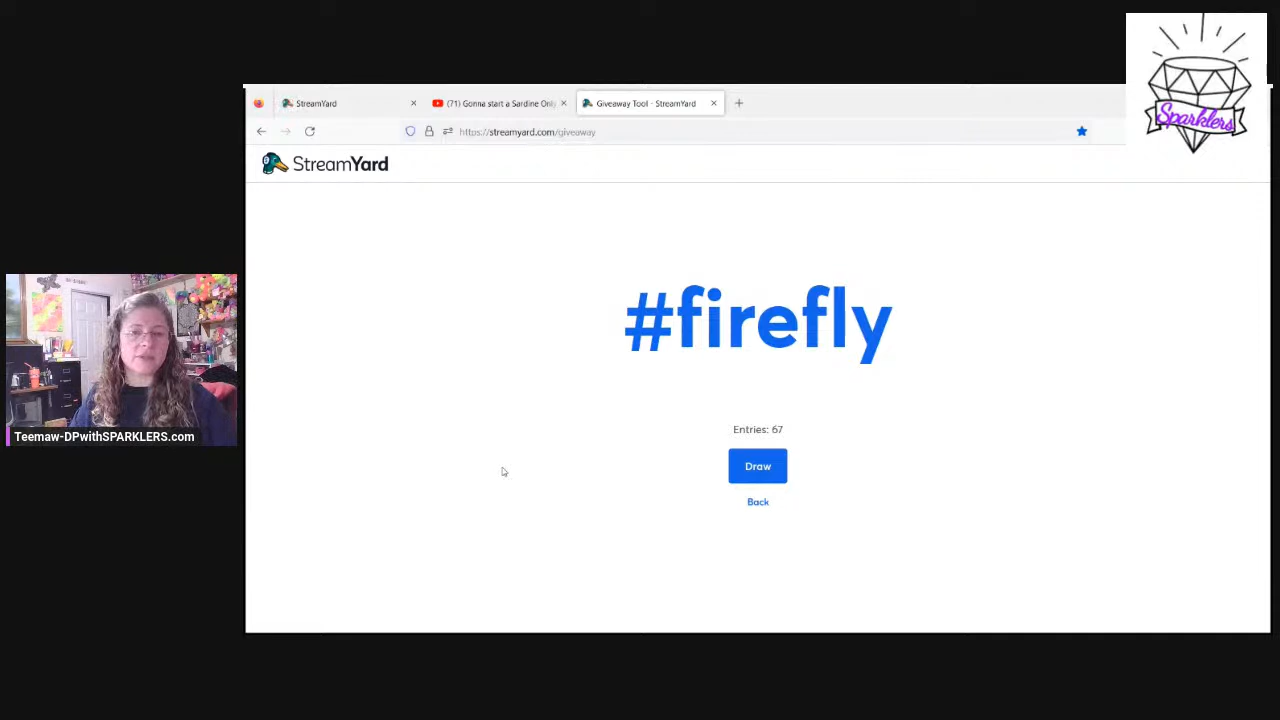 StreamYard
(71) Gonna start a Sardine Only
Giveaway Tool - StreamYard
https://streamyard.com/giveaway
StreamYard
Sparklers
#firefly
Entries: 67
Draw
Back
Teemaw-DPwithSPARKLERS.com